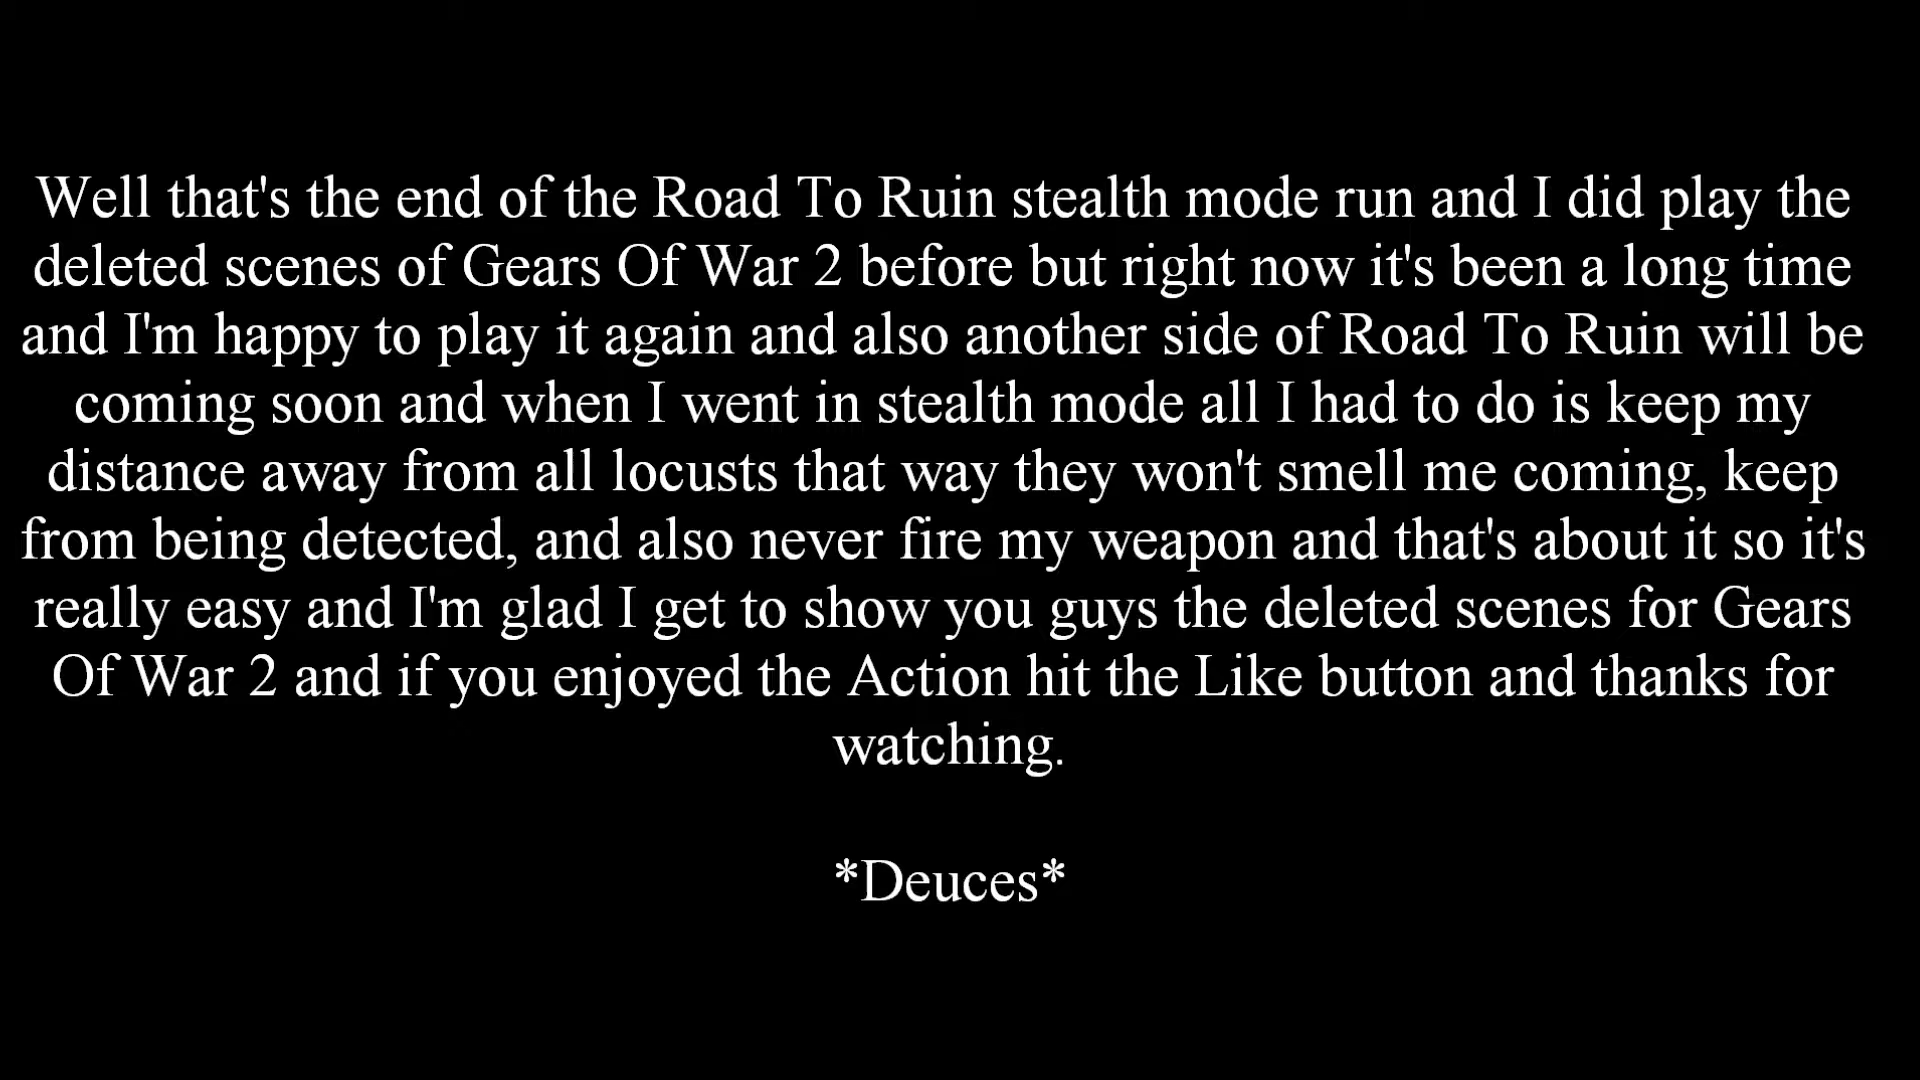 Well that's the end of the Road To Ruin stealth mode run and I did play the
deleted scenes of Gears Of War 2 before but right now it's been a long time
and I'm happy to play it again and also another side of Road To Ruin will be
coming soon and when I went in stealth mode all I had to do is keep my
distance away from all locusts that way they won't smell me coming, keep
from being detected, and also never fire my weapon and that's about it so it's
really easy and I'm glad I get to show you guys the deleted scenes for Gears
Of War 2 and if you enjoyed the Action hit the Like button and thanks for
watching.
*Deuces*